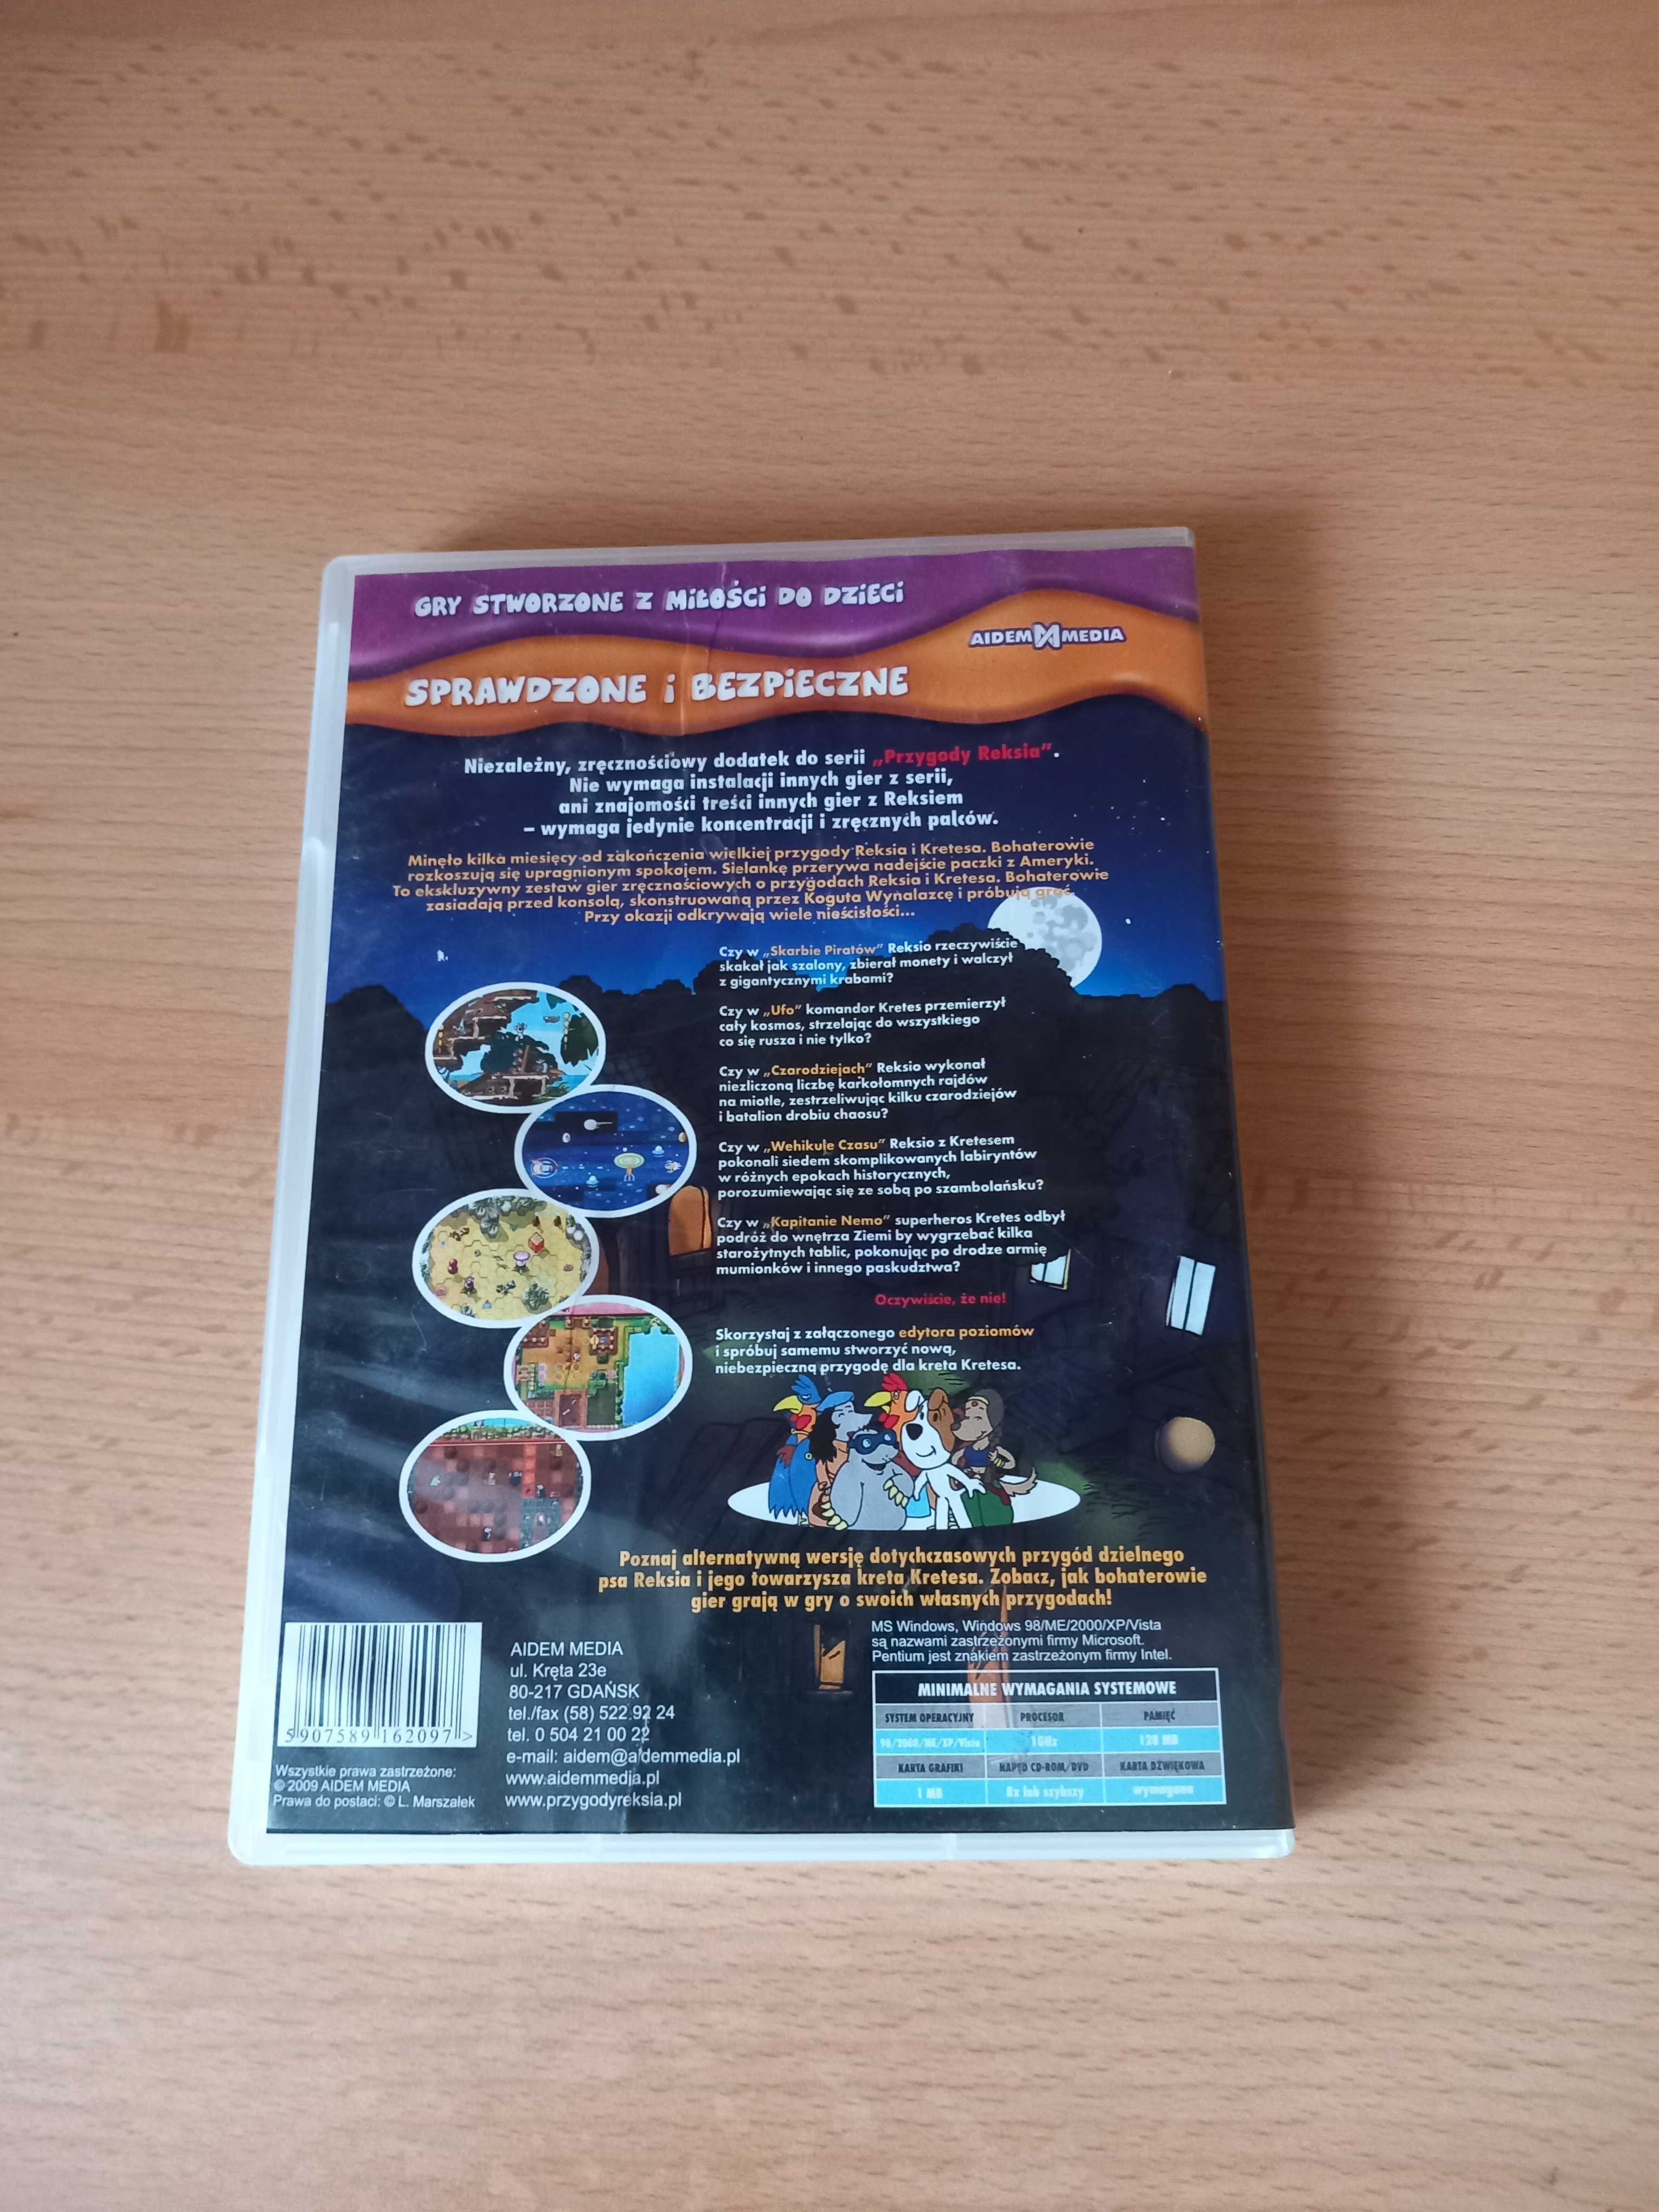 GRY STWORZONE Z MiŁOŚCi DO DZiECi
AIDEM MEDIA
SPRAWDZONE i BEZPiECZNE
Niezależny, zręcznościowy dodatek do serii „Przygody Reksia”.
Nie wymaga instalacji innych gier z serii,
ani znajomości treści innych gier z Reksiem
– wymaga jedynie koncentracji i zręcznych palców.
Minęło kilka miesięcy od zakończenia wielkiej przygody Reksia i Kretesa. Bohaterowie
rozkoszują się upragnionym spokojem. Sielankę przerywa nadejście paczki z Ameryki.
To ekskluzywny zestaw gier zręcznościowych o przygodach Reksia i Kretesa. Bohaterowie
zasiadają przed konsolą, skonstruowaną przez Koguta Wynalazcę i próbują grać.
Przy okazji odkrywają wiele nieścisłości...
Czy w „Skarbie Piratów” Reksio rzeczywiście
skakał jak szalony, zbierał monety i walczył
z gigantycznymi krabami?
Czy w „Ufo” komandor Kretes przemierzył
cały kosmos, strzelając do wszystkiego
co się rusza i nie tylko?
Czy w „Czarodziejach” Reksio wykonał
niezliczoną liczbę karkołomnych rajdów
na miotle, zestrzeliwując kilku czarodziejów
i batalion drobiu chaosu?
Czy w „Wehikule Czasu” Reksio z Kretesem
pokonali siedem skomplikowanych labiryntów
w różnych epokach historycznych,
porozumiewając się ze sobą po szambolańsku?
Czy w „Kapitanie Nemo” superheros Kretes odbył
podróż do wnętrza Ziemi by wygrzebać kilka
starożytnych tablic, pokonując po drodze armię
mumionków i innego paskudztwa?
Oczywiście, że nie!
Skorzystaj z załączonego edytora poziomów
i spróbuj samemu stworzyć nową,
niebezpieczną przygodę dla kreta Kretesa.
Poznaj alternatywną wersję dotychczasowych przygód dzielnego
psa Reksia i jego towarzysza kreta Kretesa. Zobacz, jak bohaterowie
gier grają w gry o swoich własnych przygodach!
5 907589 162097 >
Wszystkie prawa zastrzeżone:
© 2009 AIDEM MEDIA
Prawa do postaci: © L. Marszałek
AIDEM MEDIA
ul. Kręta 23e
80-217 GDAŃSK
tel./fax (58) 522 92 24
tel. 0 504 21 00 22
e-mail: aidem@aidemmedia.pl
www.aidemmedia.pl
www.przygodyreksia.pl
MS Windows, Windows 98/ME/2000/XP/Vista
są nazwami zastrzeżonymi firmy Microsoft.
Pentium jest znakiem zastrzeżonym firmy Intel.
MINIMALNE WYMAGANIA SYSTEMOWE
SYSTEM OPERACYJNY PROCESOR PAMIĘĆ
98/2000/ME/XP/Vista 1GHz 128 MB
KARTA GRAFIKI NAPĘD CD-ROM/DVD KARTA DŹWIĘKOWA
1 MB 8x lub szybszy wymagana